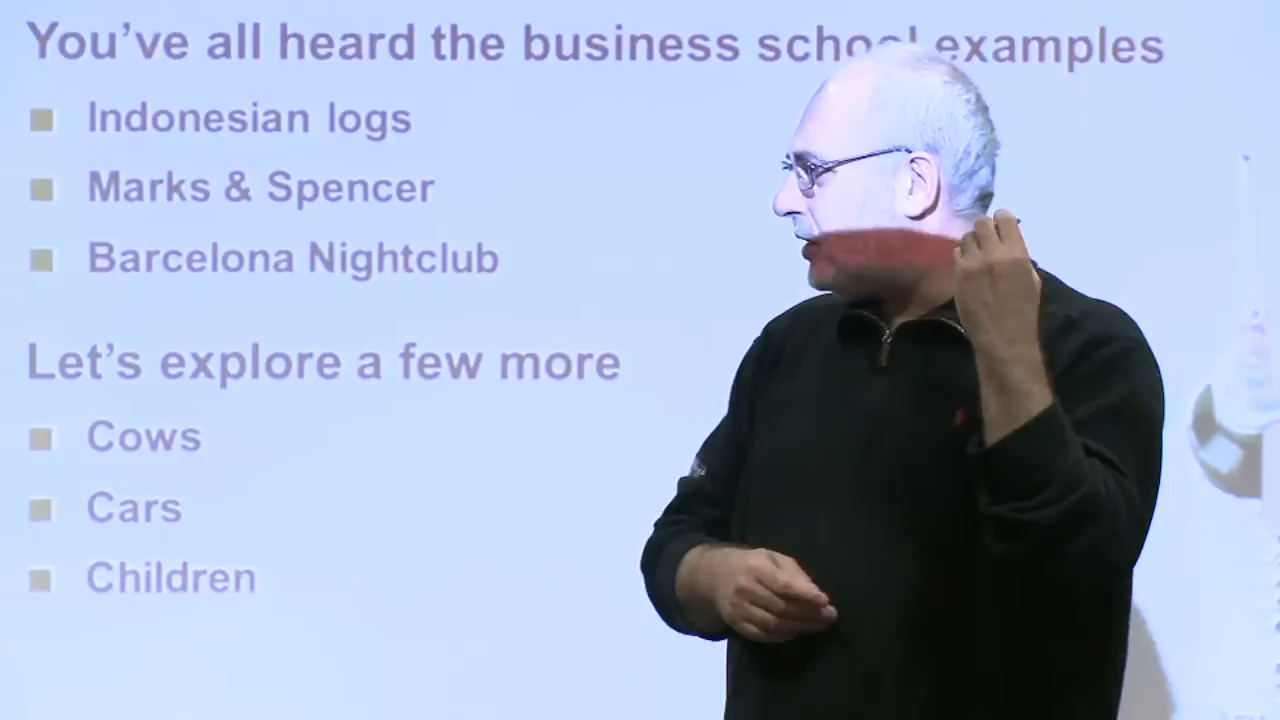 You've all heard the business school examples
Indonesian logs
Marks & Spencer
Barcelona Nightclub
Let's explore a few more
Cows
Cars
Children